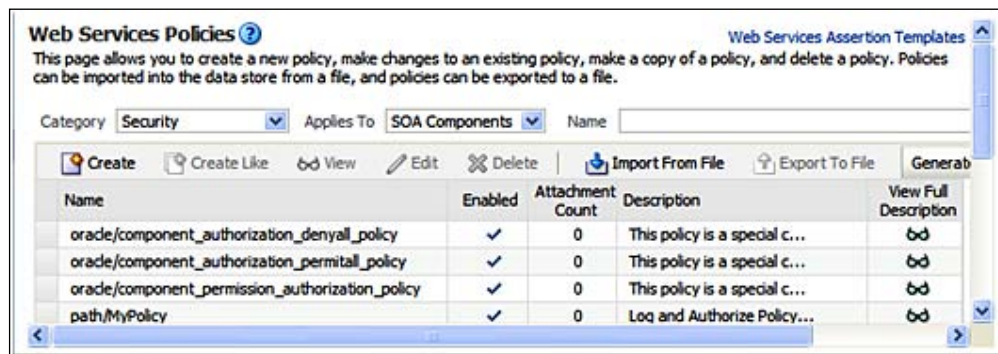 Web Services Policies ?
Web Services Assertion Templates
This page allows you to create a new policy, make changes to an existing policy, make a copy of a policy, and delete a policy. Policies
can be imported into the data store from a file, and policies can be exported to a file.
Category Security Applies To SOA Components Name
Create Create Like View Edit Delete Import From File Export To File Generat
Name Enabled Attachment Count Description View Full Description
oracle/component_authorization_denyall_policy 0 This policy is a special c...
oracle/component_authorization_permitall_policy 0 This policy is a special c...
oracle/component_permission_authorization_policy 0 This policy is a special c...
path/MyPolicy 0 Log and Authorize Policy...